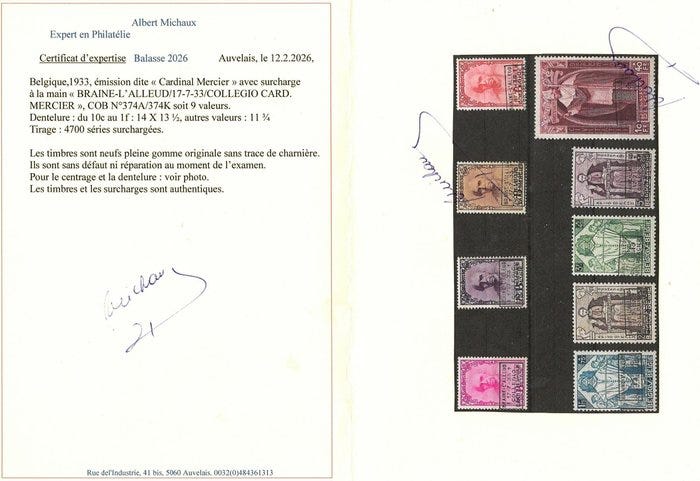 Albert Michaux
Expert en Philatélie
Certificat d'expertise Balasse 2026 Auvelais, le 12.2.2026,
Belgique,1933, émission dite « Cardinal Mercier » avec surcharge
à la main « BRAINE-L'ALLEUD/17-7-33/COLLEGIO CARD.
MERCIER », COB N°374A/374K soit 9 valeurs.
Dentelure : du 10c au 1f : 14 X 13 ½, autres valeurs : 11 ¾
Tirage : 4700 séries surchargées.
Les timbres sont neufs pleine gomme originale sans trace de charnière.
Ils sont sans défaut ni réparation au moment de l'examen.
Pour le centrage et la dentelure : voir photo.
Les timbres et les surcharges sont authentiques.
Rue del'Industrie, 41 bis, 5060 Auvelais. 0032(0)484361313